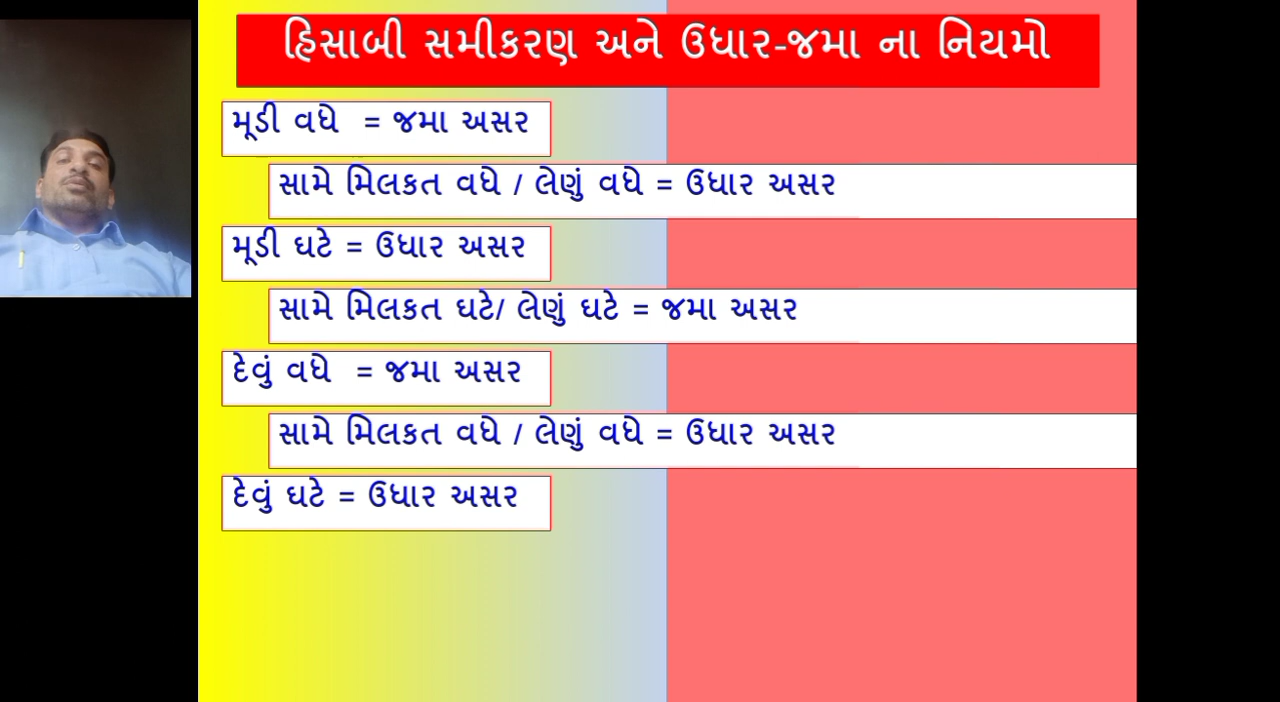 હિસાબી સમીકરણ અને ઉધાર-જમા ના નિયમો
મૂડી વધે = જમા અસર
સામે મિલકત વધે / લેણું વધે = ઉધાર અસર
મૂડી ઘટે = ઉધાર અસર
સામે મિલકત ઘટે/ લેણું ઘટે = જમા અસર
દેવું વધે = જમા અસર
સામે મિલકત વધે / લેણું વધે = ઉધાર અસર
દેવું ઘટે = ઉધાર અસર